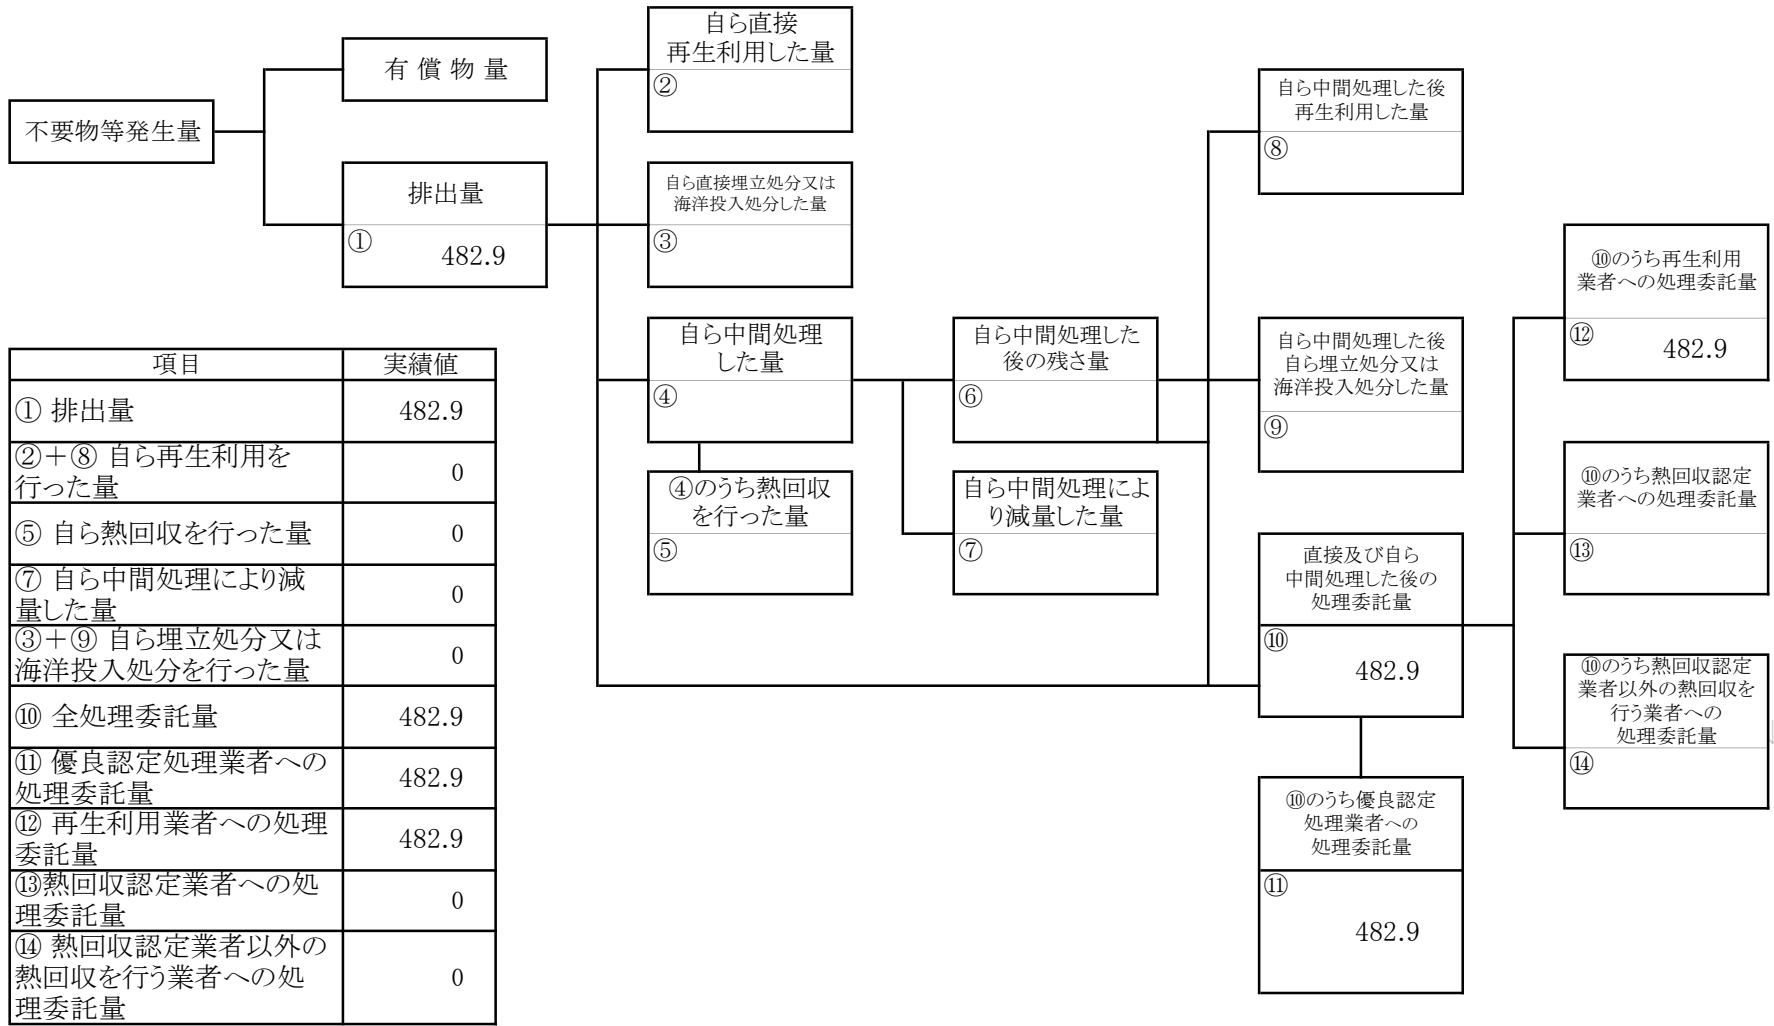 自ら直接
再生利用した量
②
有 償 物 量
不要物等発生量
排出量
①
482.9
自ら直接埋立処分又は
海洋投入処分した量
③
自ら中間処理した後
再生利用した量
⑧
自ら中間処理
した量
④
自ら中間処理した
後の残さ量
⑥
自ら中間処理した後
自ら埋立処分又は
海洋投入処分した量
⑨
④のうち熱回収
を行った量
⑤
自ら中間処理によ
り減量した量
⑦
直接及び自ら
中間処理した後の
処理委託量
⑩
482.9
⑩のうち優良認定
処理業者への
処理委託量
⑪
482.9
⑩のうち再生利用
業者への処理委託量
⑫
482.9
⑩のうち熱回収認定
業者への処理委託量
⑬
⑩のうち熱回収認定
業者以外の熱回収を
行う業者への
処理委託量
⑭
項目 実績値
① 排出量 482.9
②＋⑧ 自ら再生利用を
行った量 0
⑤ 自ら熱回収を行った量 0
⑦ 自ら中間処理により減
量した量 0
③＋⑨ 自ら埋立処分又は
海洋投入処分を行った量 0
⑩ 全処理委託量 482.9
⑪ 優良認定処理業者への
処理委託量 482.9
⑫ 再生利用業者への処理
委託量 482.9
⑬熱回収認定業者への処
理委託量 0
⑭ 熱回収認定業者以外の
熱回収を行う業者への処
理委託量 0